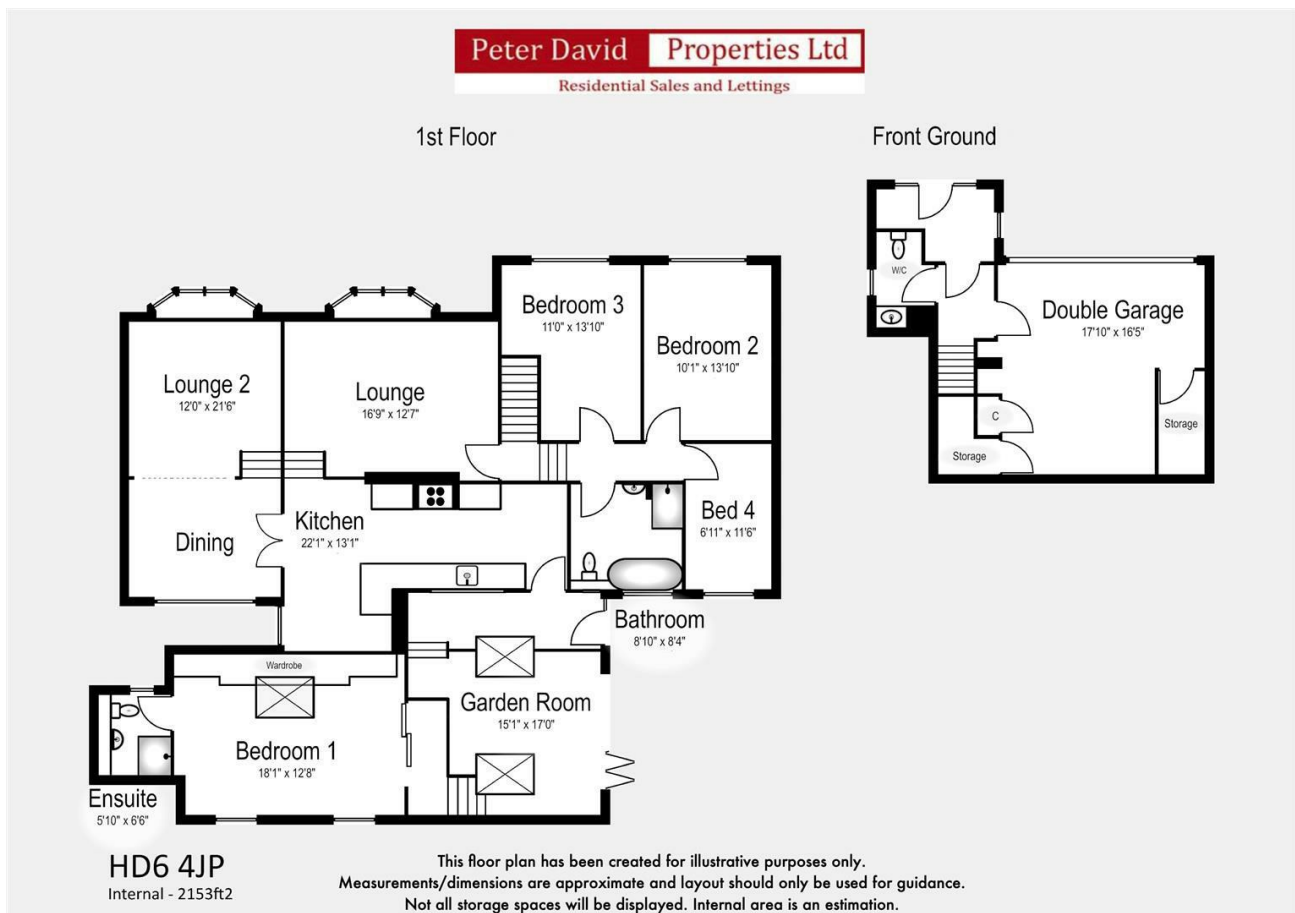 Peter David Properties Ltd
Residential Sales and Lettings
1st Floor
Front Ground
W/C
Double Garage
17'10" x 16'5"
C
Storage
Storage
Bedroom 3
11'0" x 13'10"
Bedroom 2
10'1" x 13'10"
Lounge 2
12'0" x 21'6"
Lounge
16'9" x 12'7"
Bed 4
6'11" x 11'6"
Kitchen
22'1" x 13'1"
Dining
Bathroom
8'10" x 8'4"
Wardrobe
Garden Room
15'1" x 17'0"
Bedroom 1
18'1" x 12'8"
Ensuite
5'10" x 6'6"
HD6 4JP
Internal - 2153ft2
This floor plan has been created for illustrative purposes only.
Measurements/dimensions are approximate and layout should only be used for guidance.
Not all storage spaces will be displayed. Internal area is an estimation.